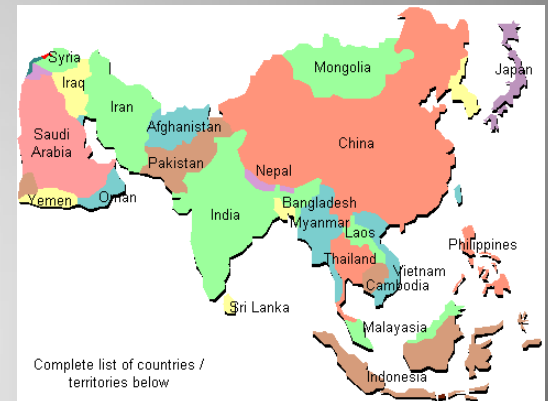 Syria
Mongolia
Japan
Iraq
Iran
Afghanistan
China
Saudi
Arabia
Pakistan
Nepal
Yemen
Oman
India
Bangladesh
Myanmar
Laos
Philippines
Thailand
Vietnam
Cambodia
Sri Lanka
Malayasia
Indonesia
Complete list of countries /
territories below